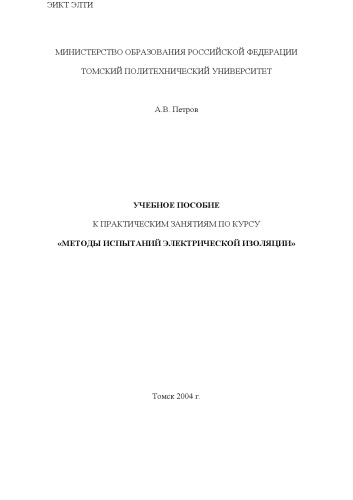 ЭИКТ ЭЛТИ
МИНИСТЕРСТВО ОБРАЗОВАНИЯ РОССИЙСКОЙ ФЕДЕРАЦИИ
ТОМСКИЙ ПОЛИТЕХНИЧЕСКИЙ УНИВЕРСИТЕТ
А.В. Петров
УЧЕБНОЕ ПОСОБИЕ
К ПРАКТИЧЕСКИМ ЗАНЯТИЯМ ПО КУРСУ
«МЕТОДЫ ИСПЫТАНИЙ ЭЛЕКТРИЧЕСКОЙ ИЗОЛЯЦИИ»
Томск 2004 г.